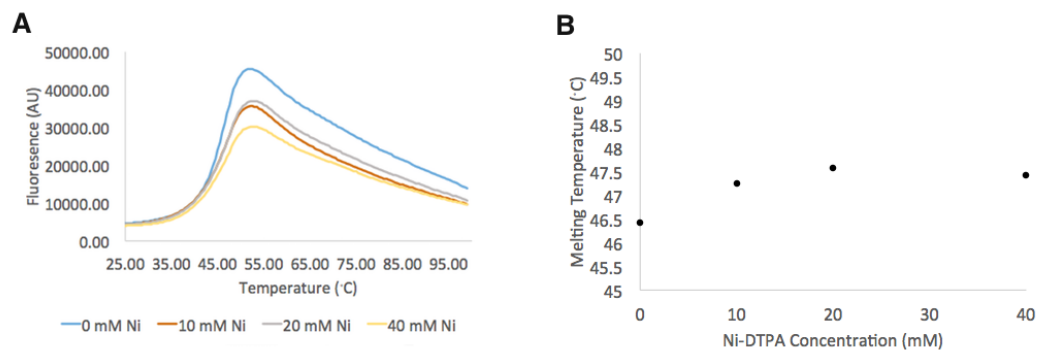 A
50000.00
40000.00
30000.00
20000.00
10000.00
0.00
Fluoresence (AU)
25.00 35.00 45.00 55.00 65.00 75.00 85.00 95.00
Temperature (·C)
0 mM Ni 10 mM Ni 20 mM Ni 40 mM Ni
B
50
49.5
49
48.5
48
47.5
47
46.5
46
45.5
45
Melting Temperature (·C)
0 10 20 30 40
Ni-DTPA Concentration (mM)